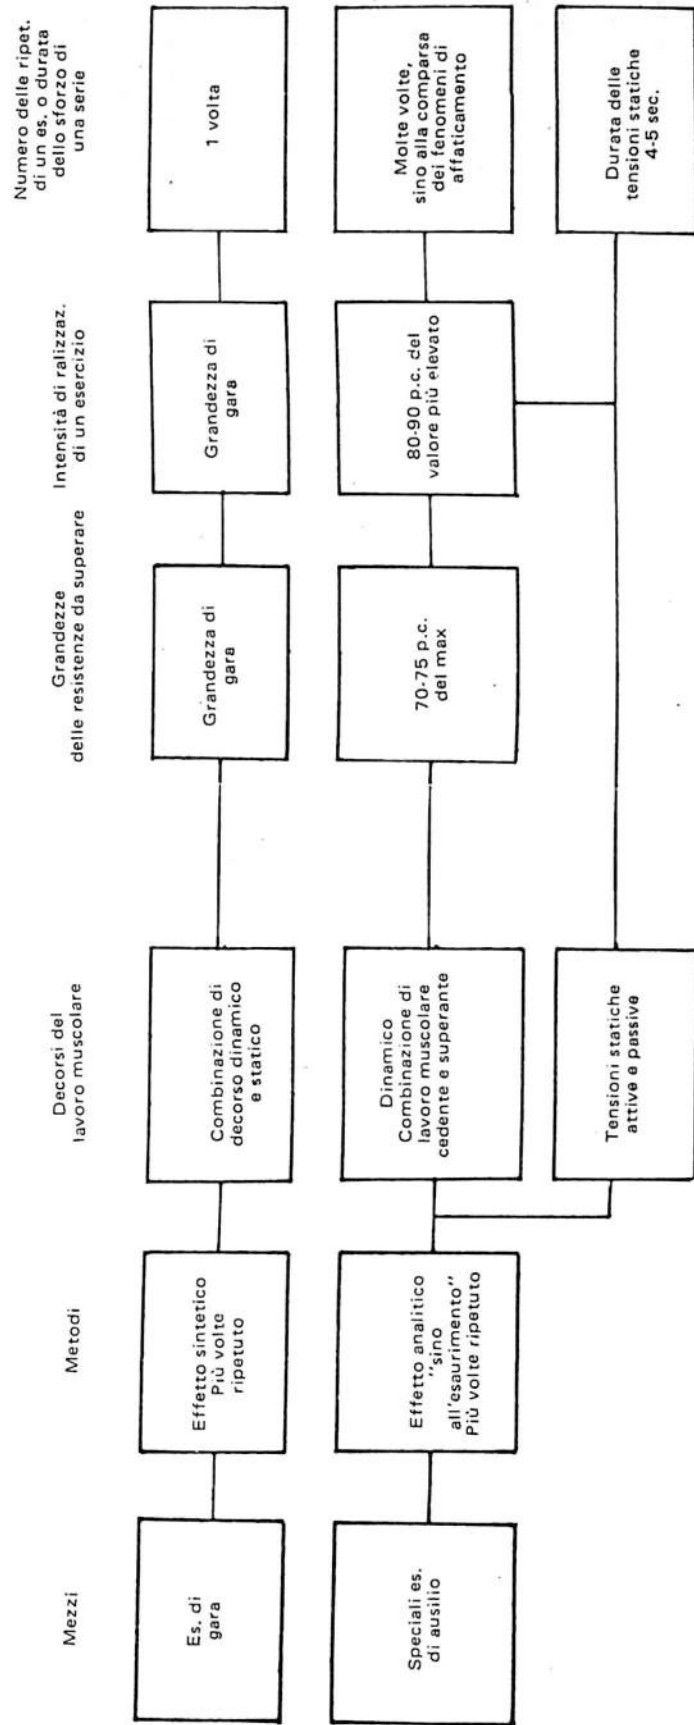 Mezzi
Metodi
Decorsi del
lavoro muscolare
Grandezze
delle resistenze da superare
Intensità di ralizzaz.
di un esercizio
Numero delle ripet.
di un es. o durata
dello sforzo di
una serie
Es. di
gara
Effetto sintetico
Più volte
ripetuto
Combinazione di
decorso dinamico
e statico
Grandezza di
gara
Grandezza di
gara
1 volta
Speciali es.
di ausilio
Effetto analitico
"sino
all'esaurimento"
Più volte ripetuto
Dinamico
Combinazione di
lavoro muscolare
cedente e superante
70-75 p.c.
del max
80-90 p.c. del
valore più elevato
Molte volte,
sino alla comparsa
dei fenomeni di
affaticamento
Tensioni statiche
attive e passive
Durata delle
tensioni statiche
4-5 sec.